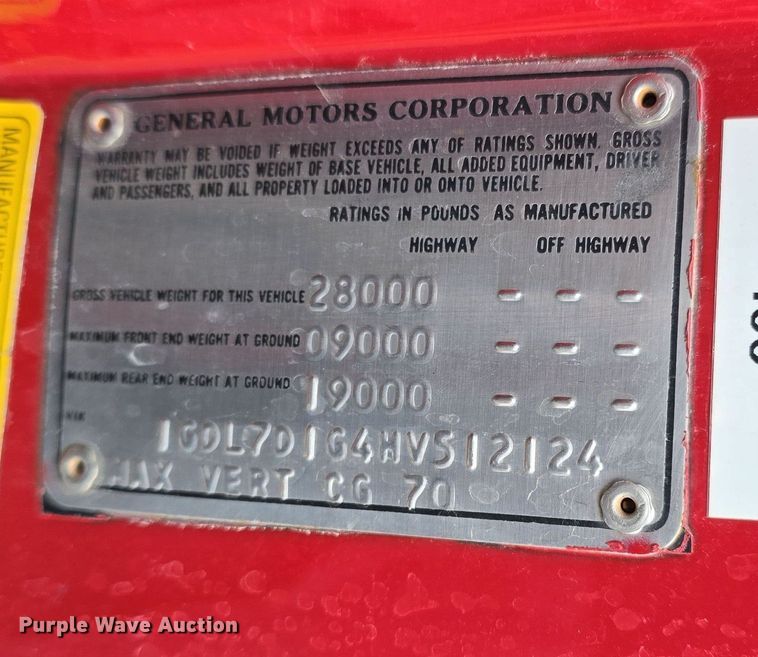 GENERAL MOTORS CORPORATION
WARRANTY MAY BE VOIDED IF WEIGHT EXCEEDS ANY OF RATINGS SHOWN. GROSS
VEHICLE WEIGHT INCLUDES WEIGHT OF BASE VEHICLE, ALL ADDED EQUIPMENT, DRIVER
AND PASSENGERS, AND ALL PROPERTY LOADED INTO OR ONTO VEHICLE.
RATINGS IN POUNDS AS MANUFACTURED
HIGHWAY OFF HIGHWAY
GROSS VEHICLE WEIGHT FOR THIS VEHICLE 28000 - - -
MAXIMUM FRONT END WEIGHT AT GROUND 09000 - - -
MAXIMUM REAR END WEIGHT AT GROUND 19000 - - -
VIN
1GDL7D1G4HV512124
MAX VERT CG 70
MANUFACTURE
Purple Wave Auction